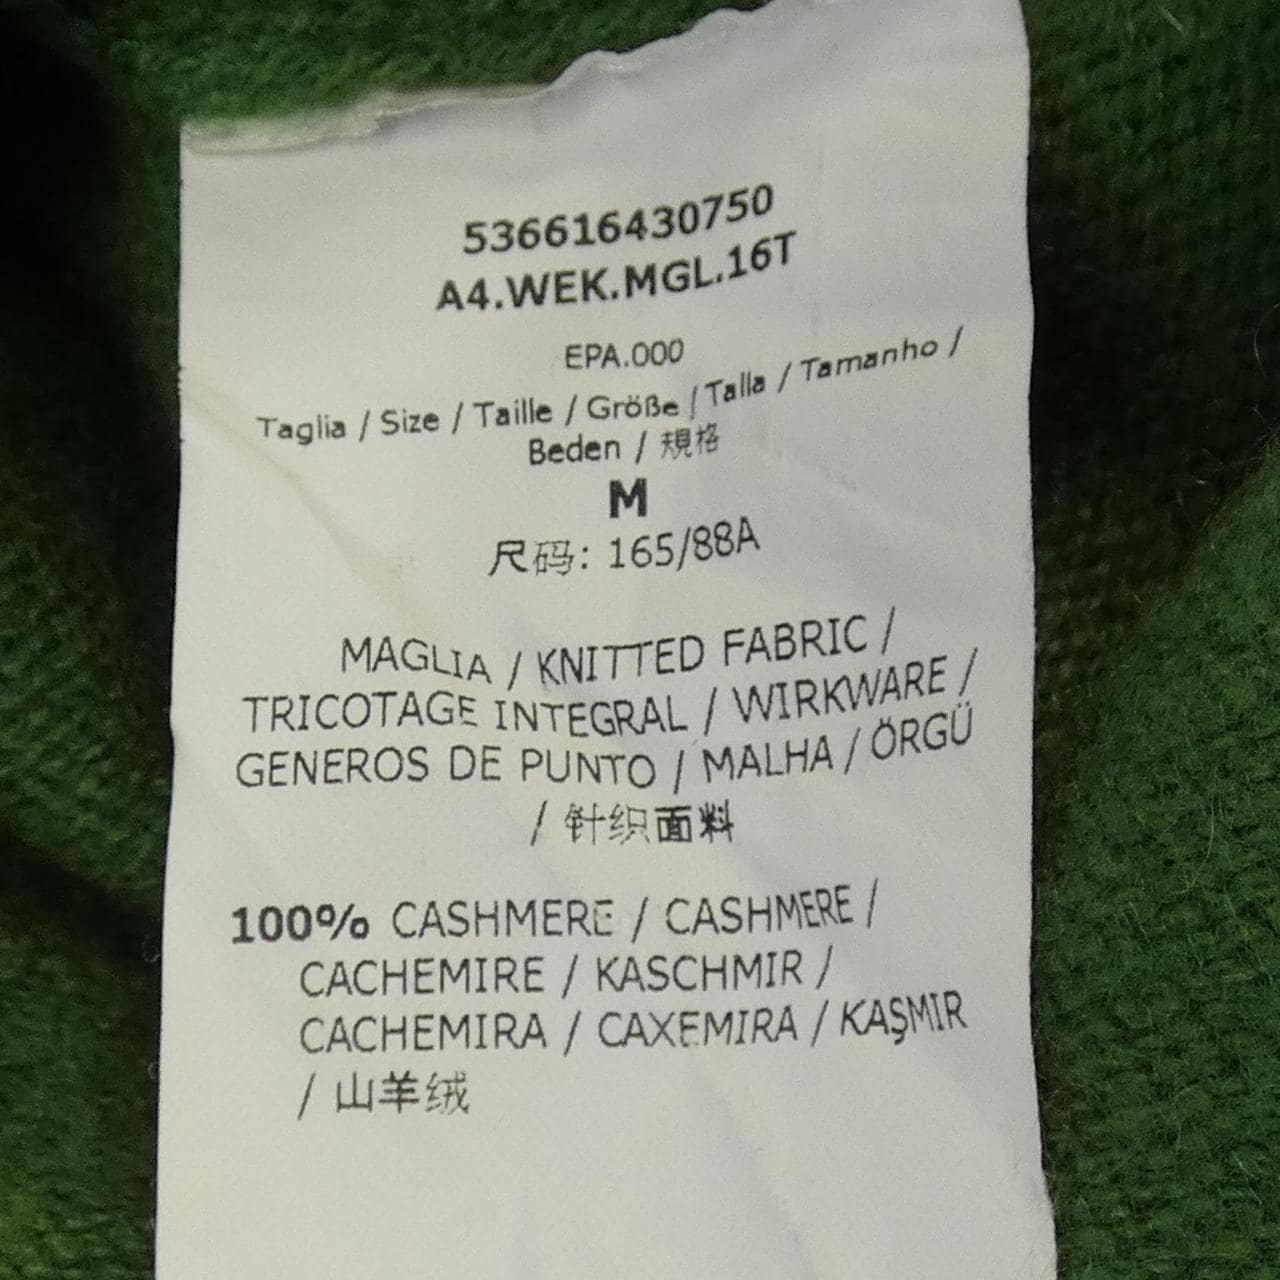 536616430750
A4.WEK.MGL.16T
EPA.000
Taglia / Size / Taille / Größe / Talla / Tamanho /
Beden / 規格
M
尺码: 165/88A
MAGLIA / KNITTED FABRIC /
TRICOTAGE INTEGRAL / WIRKWARE /
GENEROS DE PUNTO / MALHA / ÖRGÜ
/ 针织面料
100% CASHMERE / CASHMERE /
CACHEMIRE / KASCHMIR /
CACHEMIRA / CAXEMIRA / KAŞMIR
/ 山羊绒